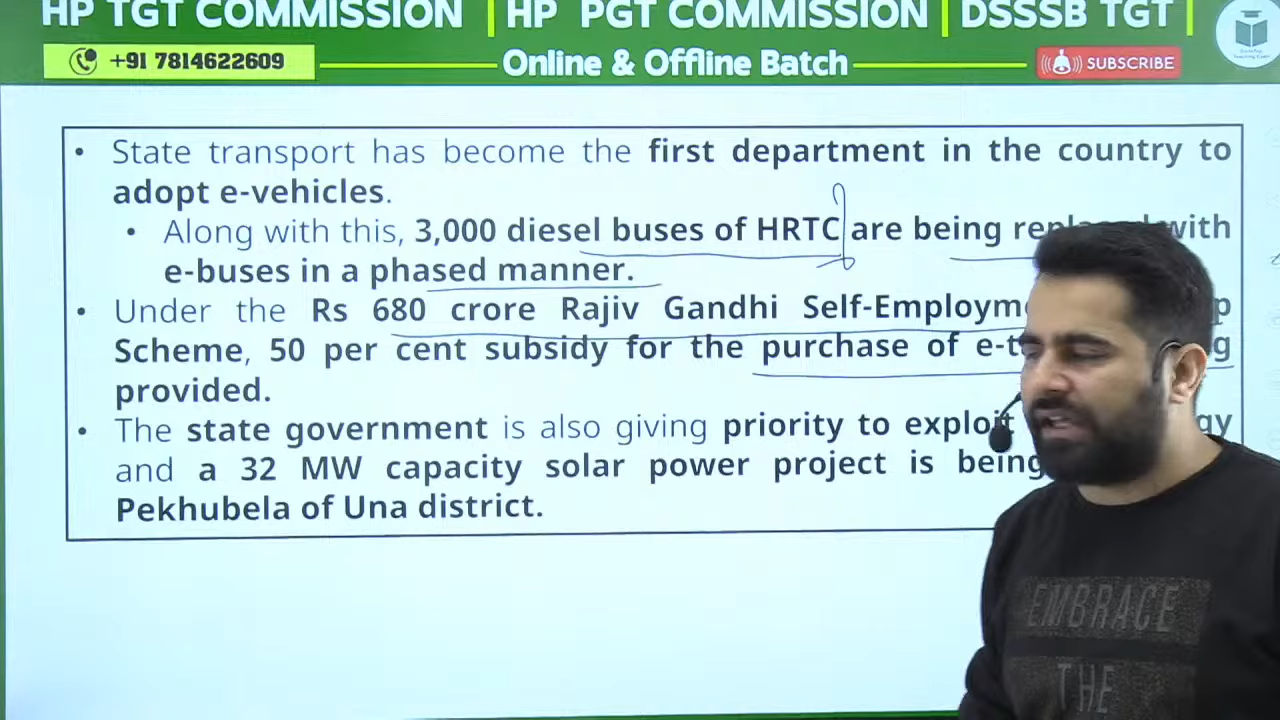 HP TGT COMMISSION | HP PGT COMMISSION | DSSSB TGT |
+91 7814622609 Online & Offline Batch SUBSCRIBE
• State transport has become the first department in the country to
adopt e-vehicles.
• Along with this, 3,000 diesel buses of HRTC are being with
e-buses in a phased manner.
• Under the Rs 680 crore Rajiv Gandhi
Scheme, 50 per cent subsidy for the purchase of
provided.
• The state government is also giving priority to exploit
and a 32 MW capacity solar power project is being
Pekhubela of Una district.
EMBRACE
THE